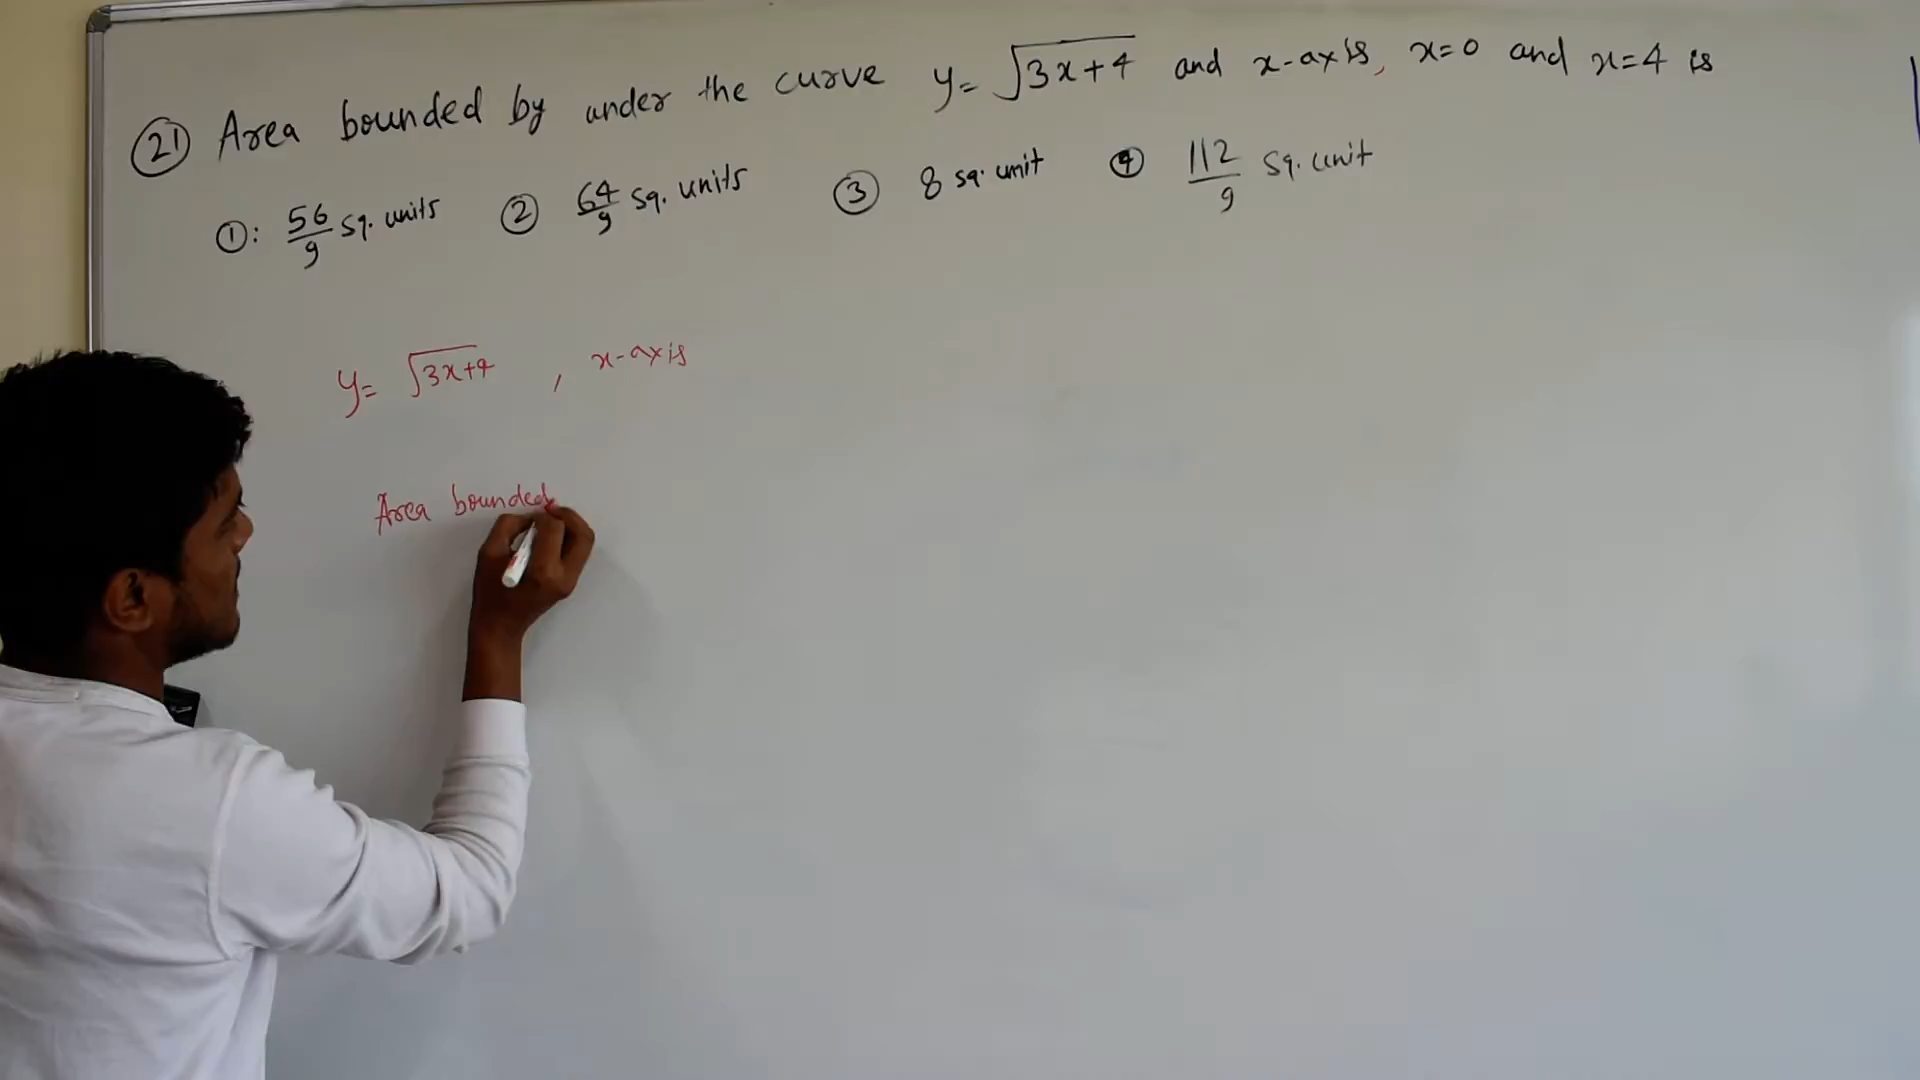 (21) Area bounded by under the curve y= √3x+4 and x-axis, x=0 and x=4 is
①: 56/9 sq. units ② 64/9 sq. units ③ 8 sq. unit ④ 112/9 sq. unit
y= √3x+4 , x-axis
Area bounded